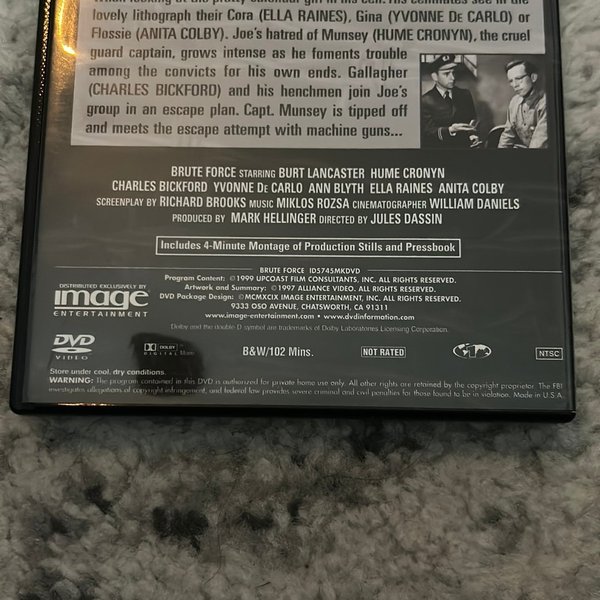 When looking at the pretty calendar girl in his cell. His cellmates see in the
lovely lithograph their Cora (ELLA RAINES), Gina (YVONNE DE CARLO) or
Flossie (ANITA COLBY). Joe's hatred of Munsey (HUME CRONYN), the cruel
guard captain, grows intense as he foments trouble
among the convicts for his own ends. Gallagher
(CHARLES BICKFORD) and his henchmen join Joe's
group in an escape plan. Capt. Munsey is tipped off
and meets the escape attempt with machine guns...
BRUTE FORCE STARRING BURT LANCASTER HUME CRONYN
CHARLES BICKFORD YVONNE DE CARLO ANN BLYTH ELLA RAINES ANITA COLBY
SCREENPLAY BY RICHARD BROOKS MUSIC MIKLOS ROZSA CINEMATOGRAPHER WILLIAM DANIELS
PRODUCED BY MARK HELLINGER DIRECTED BY JULES DASSIN
Includes 4-Minute Montage of Production Stills and Pressbook
BRUTE FORCE ID5745MKDVD
Program Content: ©1999 UPCOAST FILM CONSULTANTS, INC. ALL RIGHTS RESERVED.
Artwork and Summary: ©1997 ALLIANCE VIDEO. ALL RIGHTS RESERVED.
DVD Package Design: ©MCMXCIX IMAGE ENTERTAINMENT, INC. ALL RIGHTS RESERVED.
9333 OSO AVENUE, CHATSWORTH, CA 91311
www.image-entertainment.com • www.dvdinformation.com
Dolby and the double-D symbol are trademarks of Dolby Laboratories Licensing Corporation.
DISTRIBUTED EXCLUSIVELY BY
image
ENTERTAINMENT
DVD
VIDEO
DOLBY
DIGITAL Mono
B&W/102 Mins.
NOT RATED
1
NTSC
Store under cool, dry conditions.
WARNING: The program contained in this DVD is authorized for private home use only. All other rights are retained by the copyright proprietor. The FBI
investigates allegations of copyright infringement, and federal law provides severe criminal and civil penalties for those found to be in violation. Made in U.S.A.